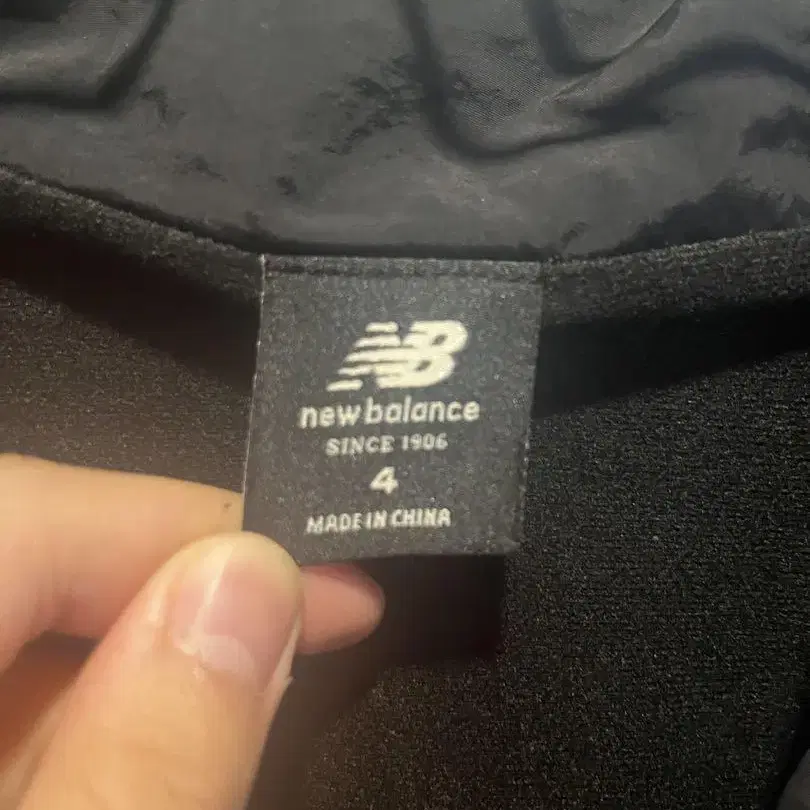 NB
new balance
SINCE 1906
4
MADE IN CHINA